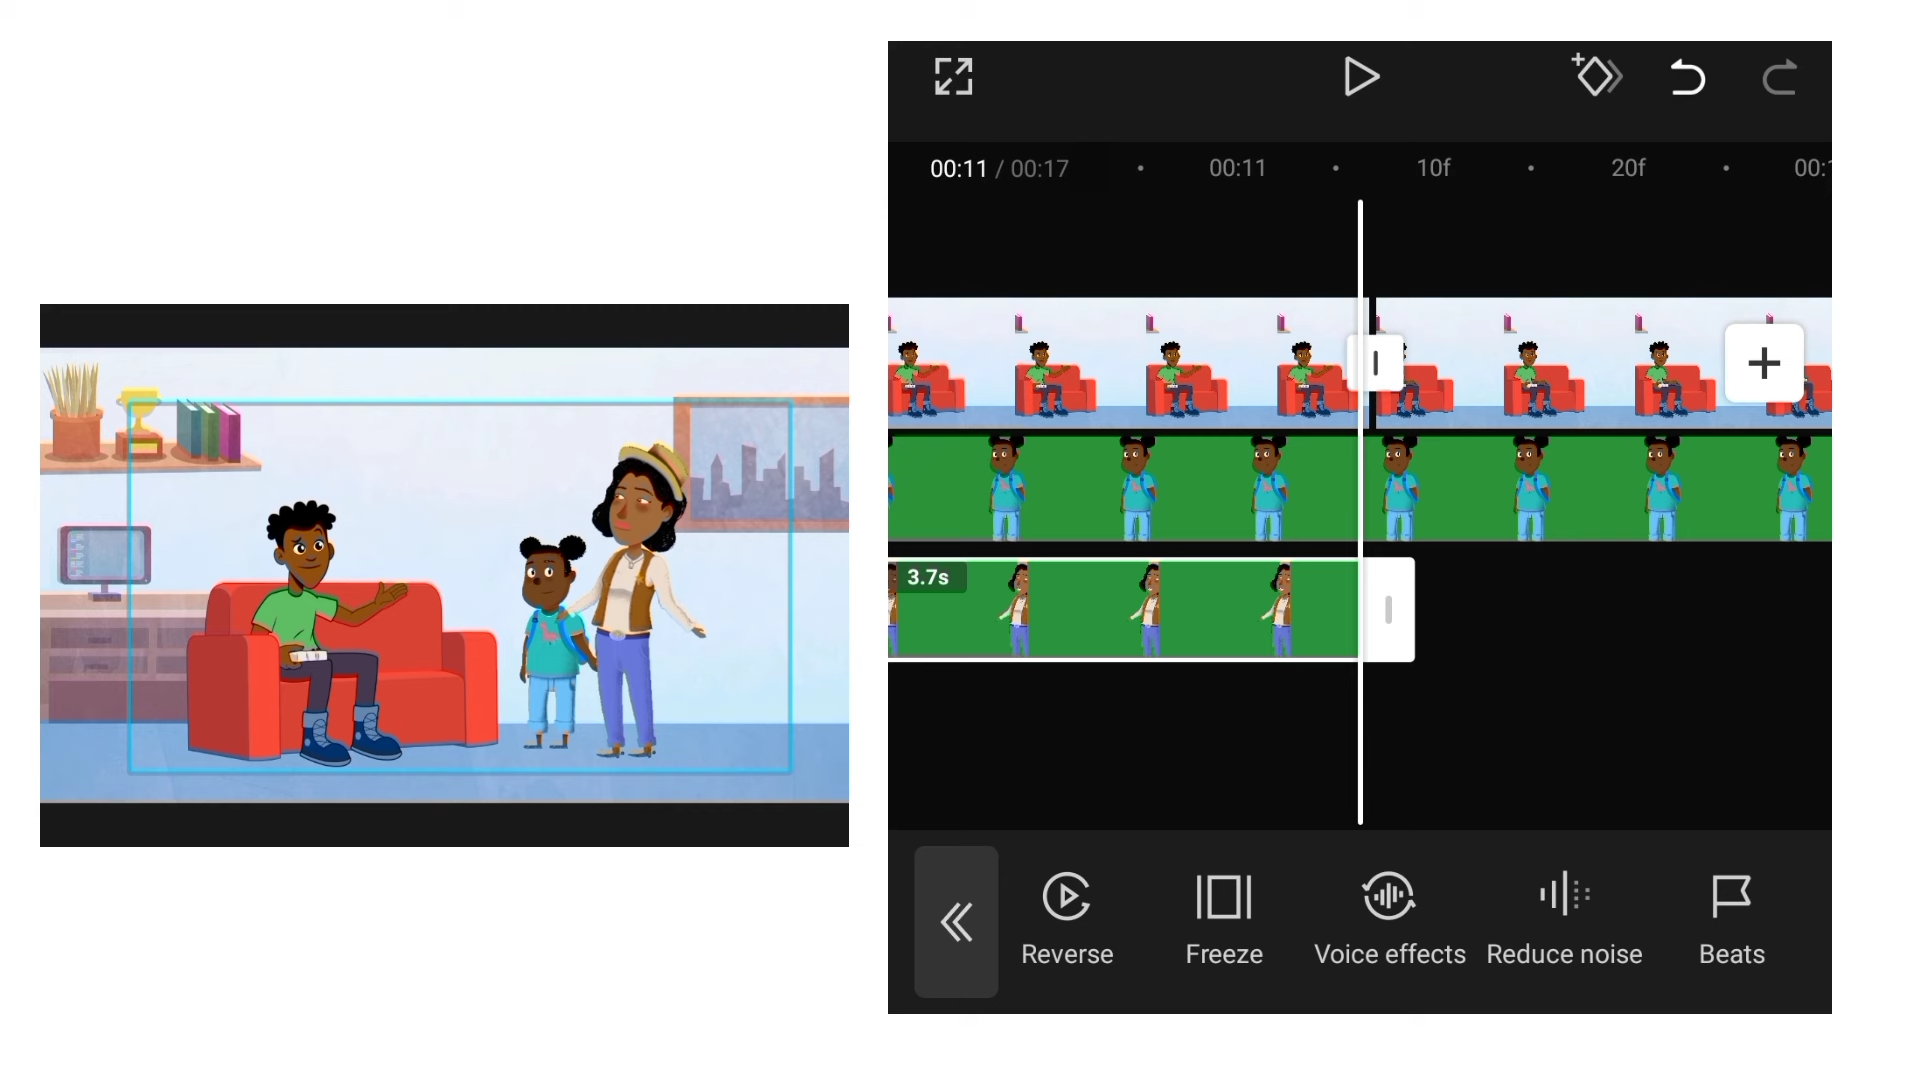 00:11 / 00:17 00:11 10f 20f
3.7s
Reverse Freeze Voice effects Reduce noise Beats